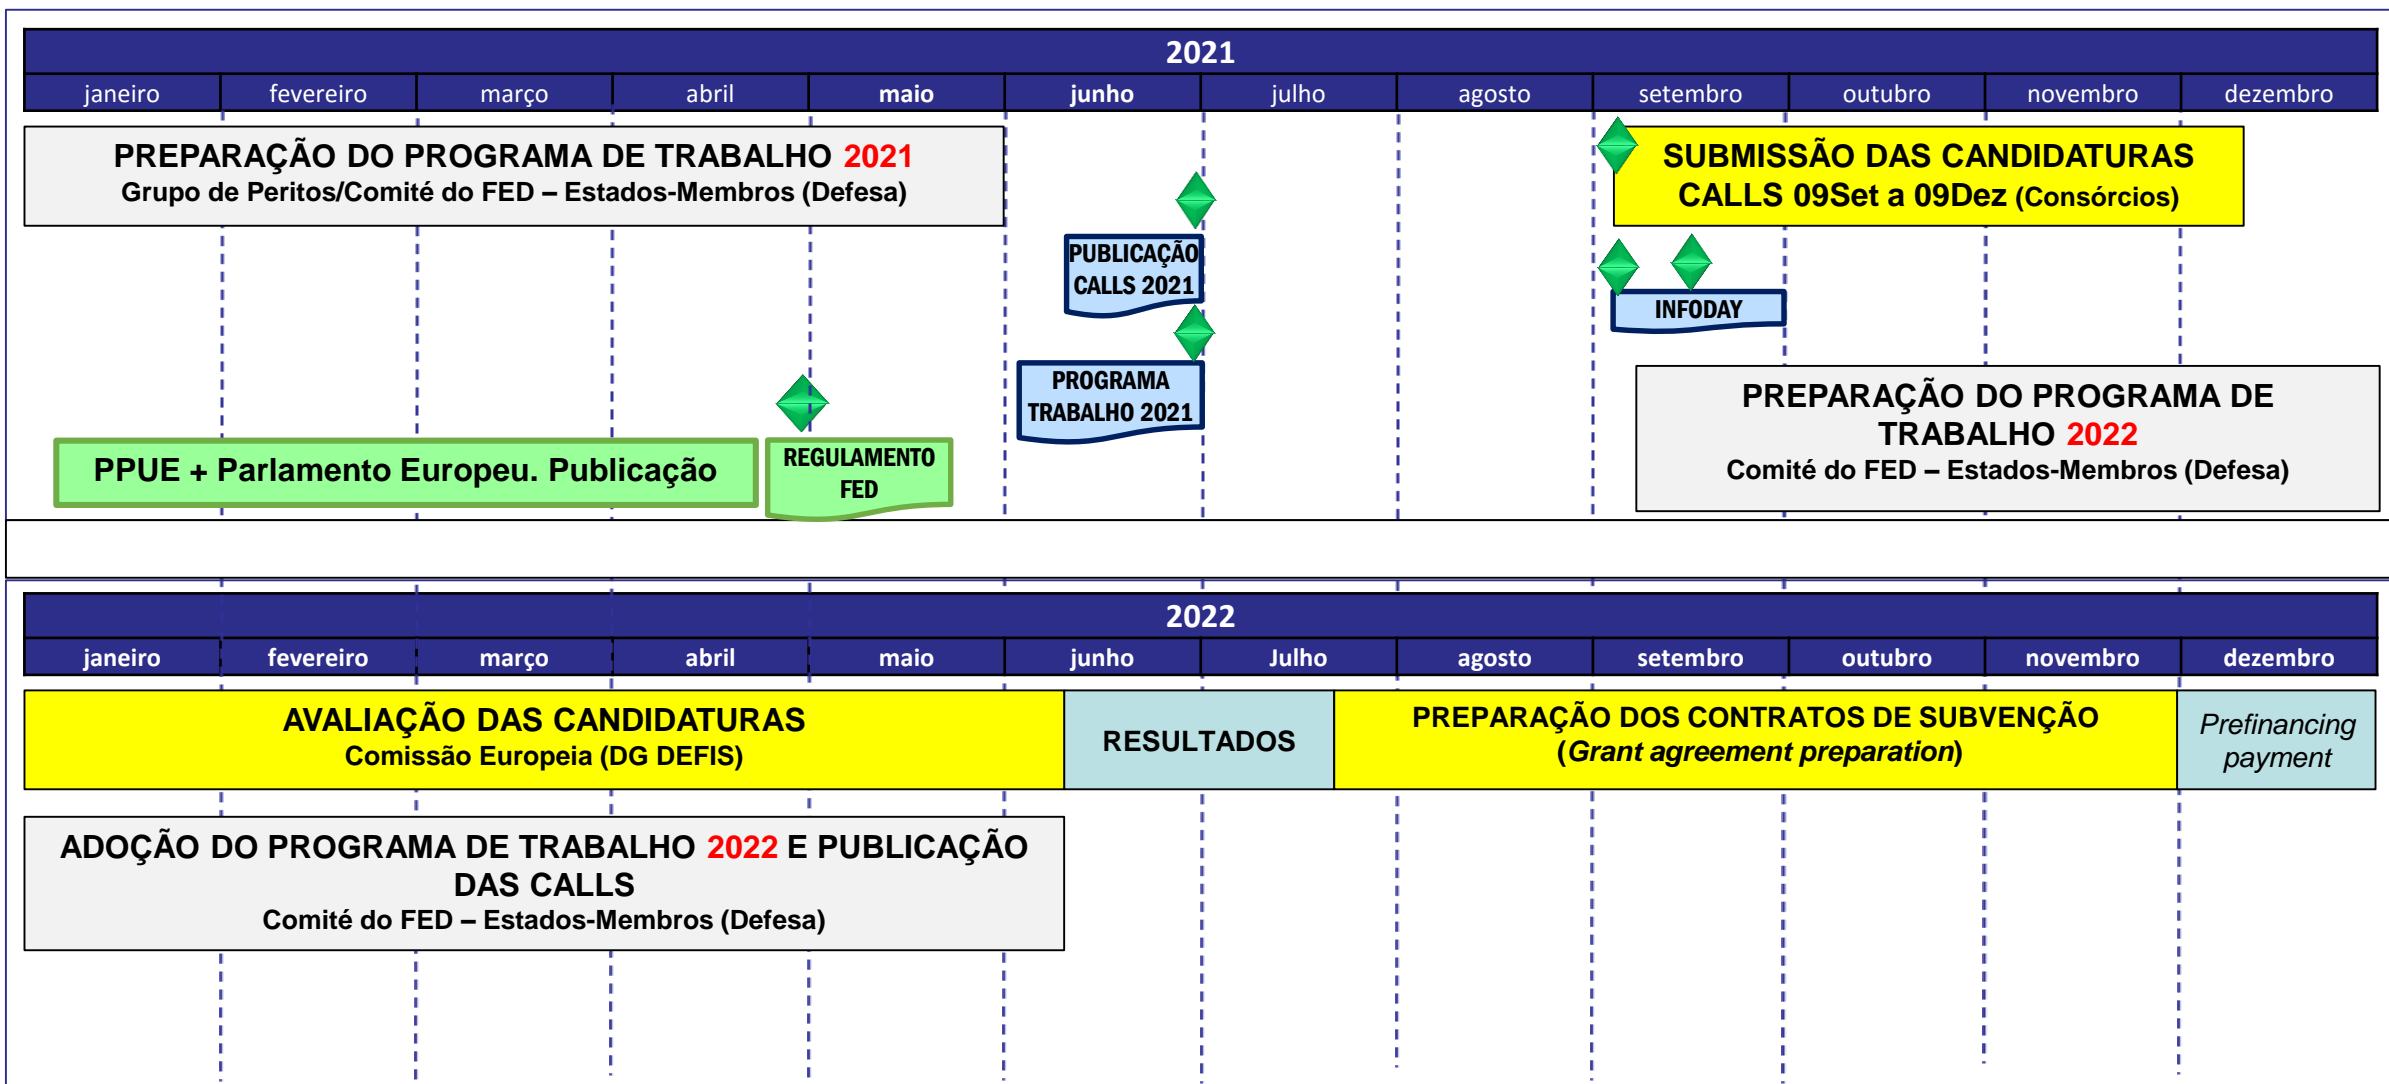 2021
janeiro fevereiro março abril maio junho julho agosto setembro outubro novembro dezembro
PREPARAÇÃO DO PROGRAMA DE TRABALHO 2021
Grupo de Peritos/Comité do FED – Estados-Membros (Defesa)
SUBMISSÃO DAS CANDIDATURAS
CALLS 09Set a 09Dez (Consórcios)
PUBLICAÇÃO
CALLS 2021
INFODAY
PROGRAMA
TRABALHO 2021
PREPARAÇÃO DO PROGRAMA DE
TRABALHO 2022
Comité do FED – Estados-Membros (Defesa)
PPUE + Parlamento Europeu. Publicação
REGULAMENTO
FED
2022
janeiro fevereiro março abril maio junho Julho agosto setembro outubro novembro dezembro
AVALIAÇÃO DAS CANDIDATURAS
Comissão Europeia (DG DEFIS)
RESULTADOS
PREPARAÇÃO DOS CONTRATOS DE SUBVENÇÃO
(Grant agreement preparation)
Prefinancing
payment
ADOÇÃO DO PROGRAMA DE TRABALHO 2022 E PUBLICAÇÃO
DAS CALLS
Comité do FED – Estados-Membros (Defesa)